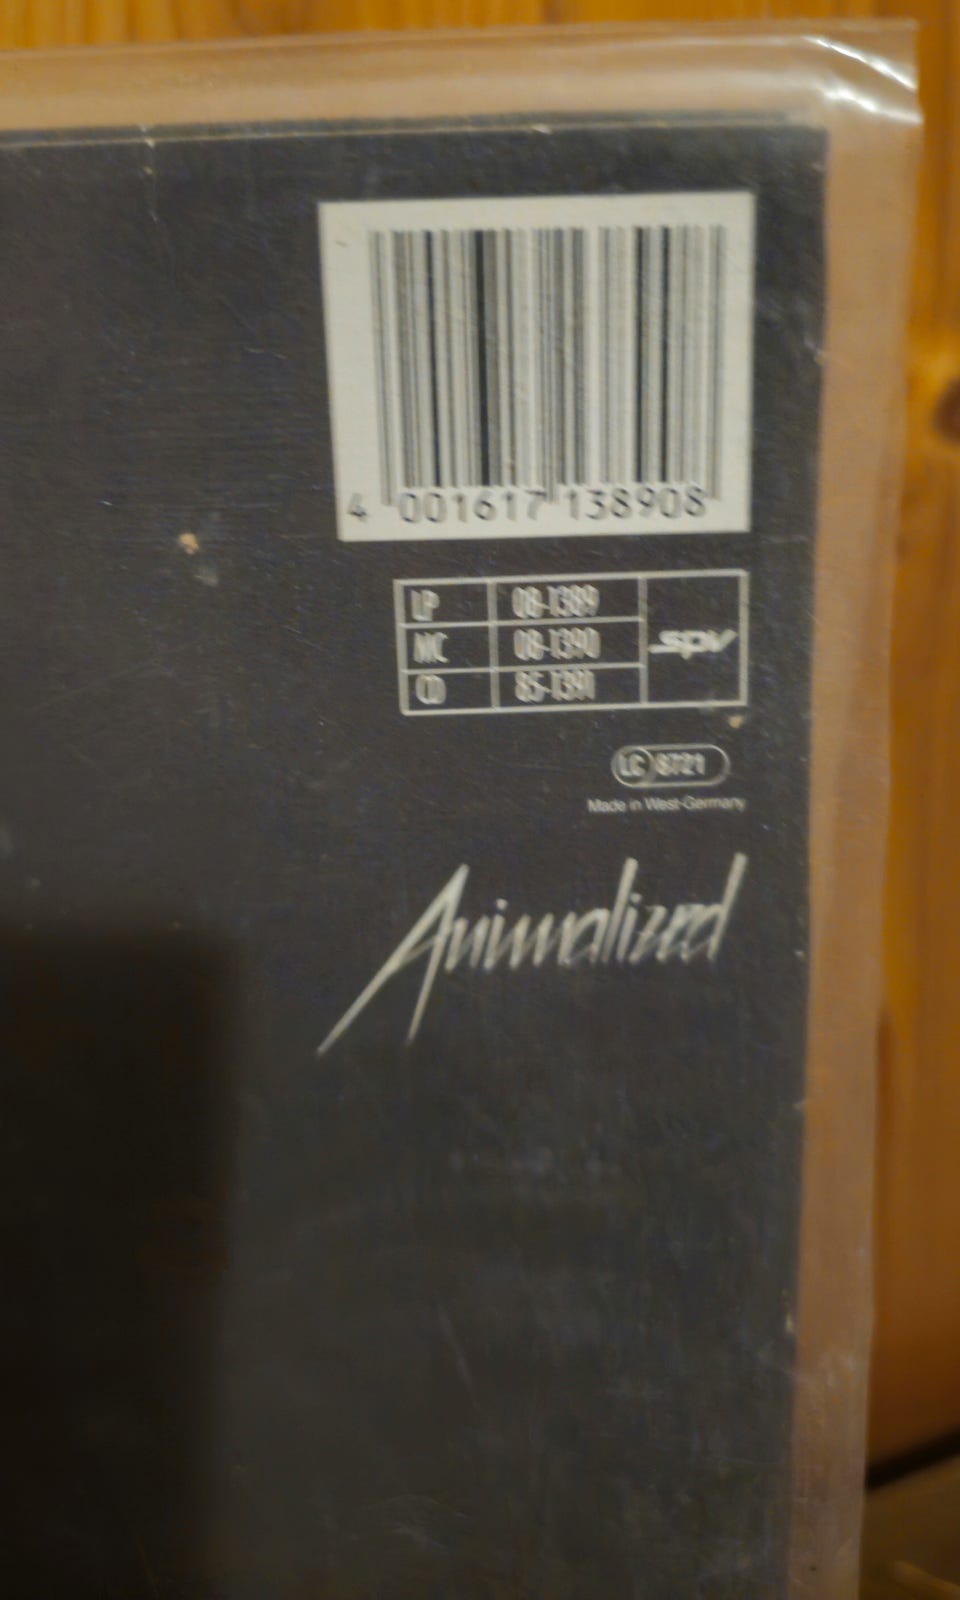 4 001617 138908
LP 08-1389
MC 08-1390
CD 85-1391
spv
LC 8721
Made in West-Germany
Animalized